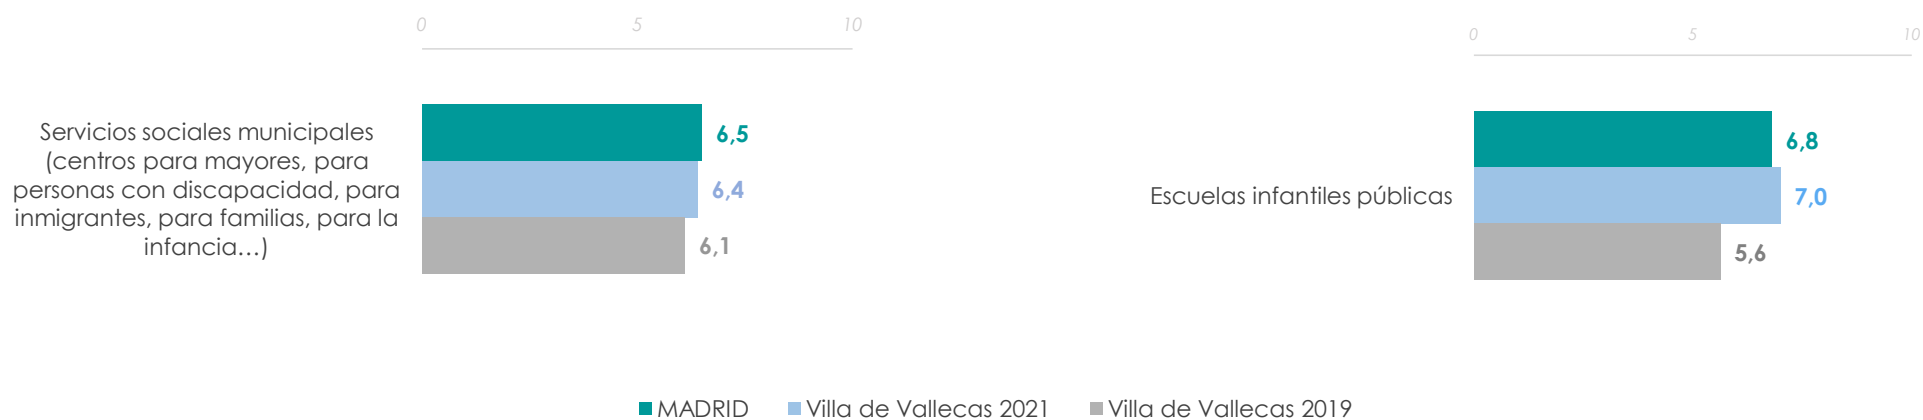 0 5 10
Servicios sociales municipales
(centros para mayores, para
personas con discapacidad, para
inmigrantes, para familias, para la
infancia…)
6,5
6,4
6,1
0 5 10
Escuelas infantiles públicas
6,8
7,0
5,6
MADRID Villa de Vallecas 2021 Villa de Vallecas 2019